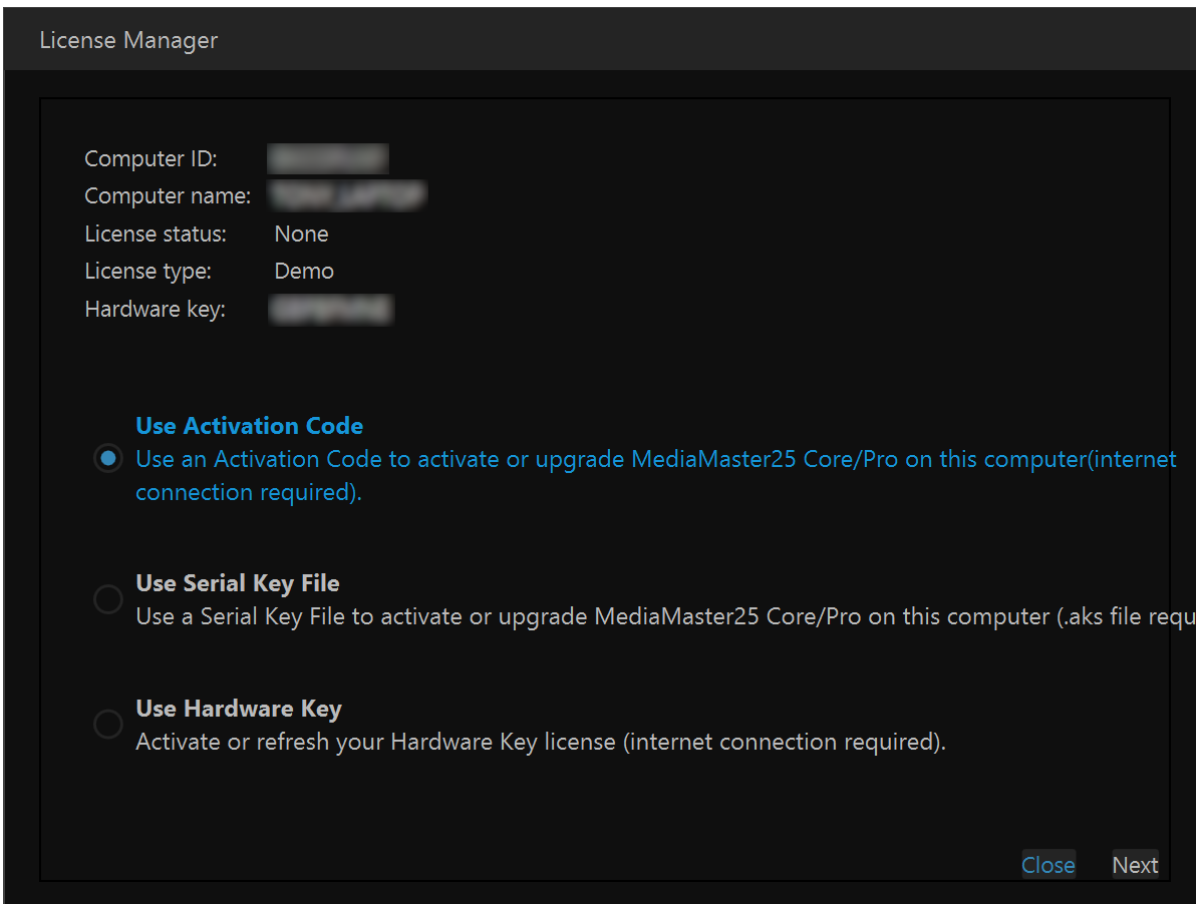 License Manager
Computer ID:
Computer name:
License status: None
License type: Demo
Hardware key:
Use Activation Code
Use an Activation Code to activate or upgrade MediaMaster25 Core/Pro on this computer(internet
connection required).
Use Serial Key File
Use a Serial Key File to activate or upgrade MediaMaster25 Core/Pro on this computer (.aks file requ
Use Hardware Key
Activate or refresh your Hardware Key license (internet connection required).
Close Next